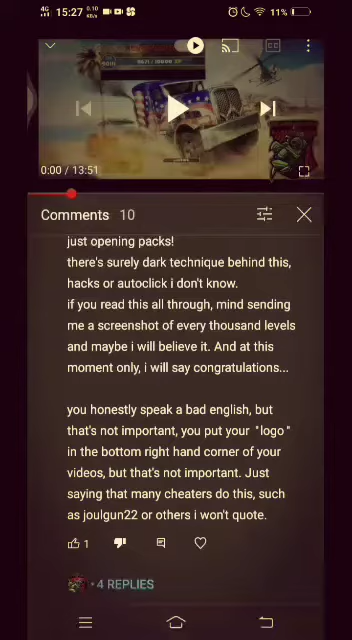 4G 15:27 0.10 KB/s 11%
0:00 / 13:51
Comments 10
just opening packs!
there's surely dark technique behind this,
hacks or autoclick i don't know.
if you read this all through, mind sending
me a screenshot of every thousand levels
and maybe i will believe it. And at this
moment only, i will say congratulations...
you honestly speak a bad english, but
that's not important, you put your "logo"
in the bottom right hand corner of your
videos, but that's not important. Just
saying that many cheaters do this, such
as joulgun22 or others i won't quote.
1
• 4 REPLIES